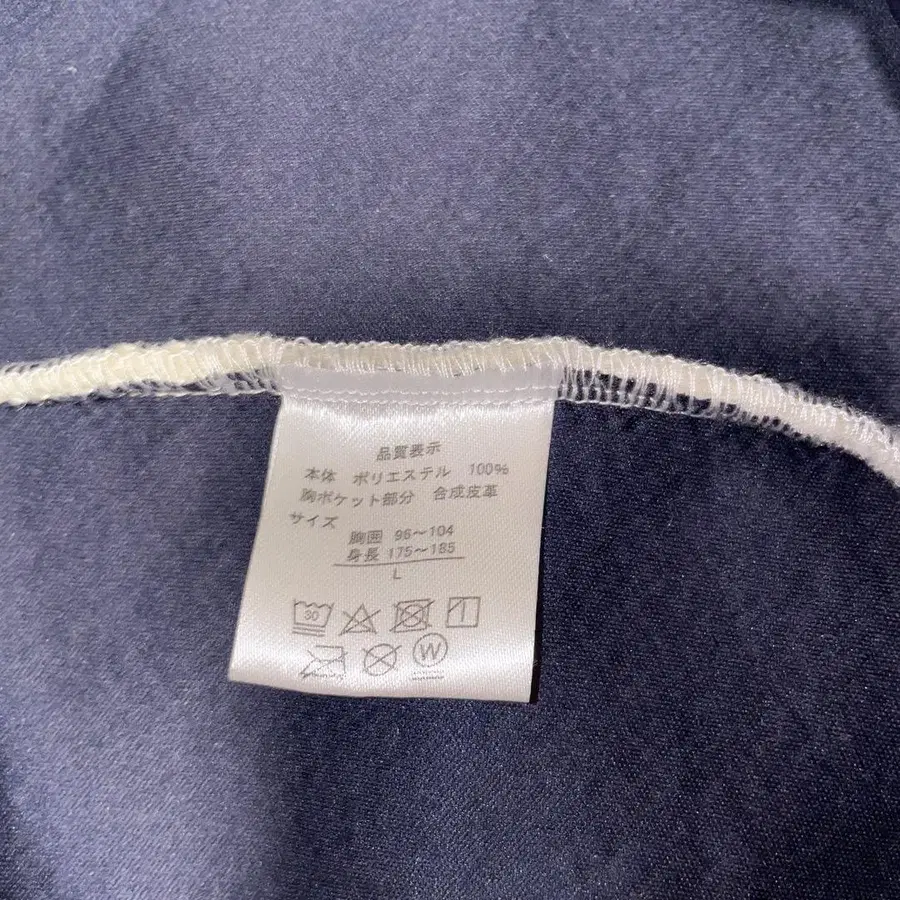 品質表示
本体 ポリエステル 100%
胸ポケット部分 合成皮革
サイズ
胸囲 96〜104
身長 175〜185
L
30
W